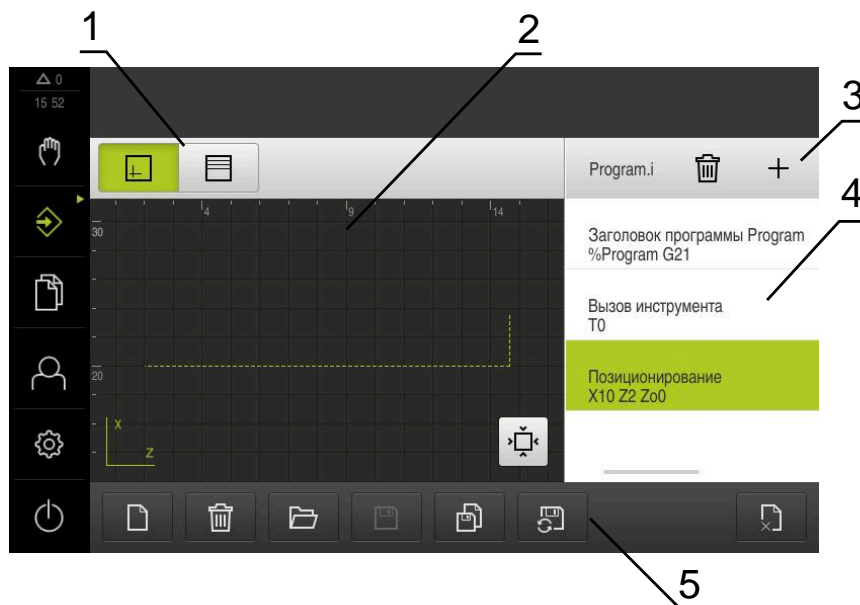 1
2
3
4
5
0
15 52
Program.i
4
9
14
30
20
X
Z
Заголовок программы Program
%Program G21
Вызов инструмента
T0
Позиционирование
X10 Z2 Zo0